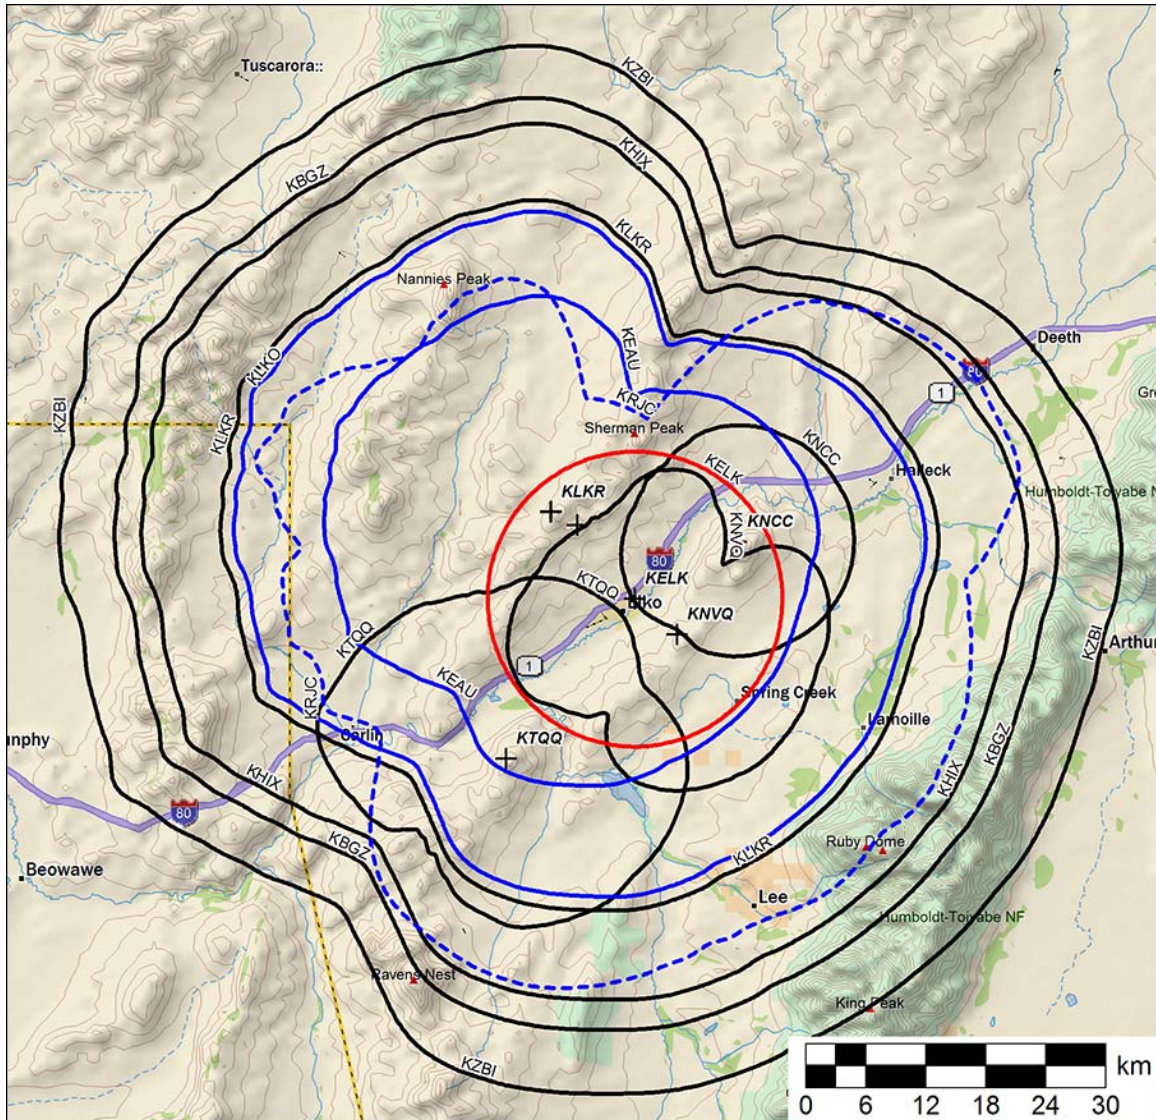 Tuscarora::
KZBI
KHIX
KBGZ
KLKR
Nannies Peak
KEAU
Deeth
80
1
KLKO
KRJC
Sherman Peak
KZBI
KLKR
KNCC
KELK
Halleck
KLKR
KNVQ
KNCC
80
KTQQ
KELK
Elko
KNVQ
KTQQ
KZBI
Arthur
1
KEAU
KRJC
Spring Creek
Lamoille
Carlin
KTQQ
KBGZ
KHIX
KHIX
80
KBGZ
KLKR
Ruby Dome
Beowawe
Lee
Humboldt-Toiyabe NF
Ravens Nest
King Peak
KZBI
km
0 6 12 18 24 30